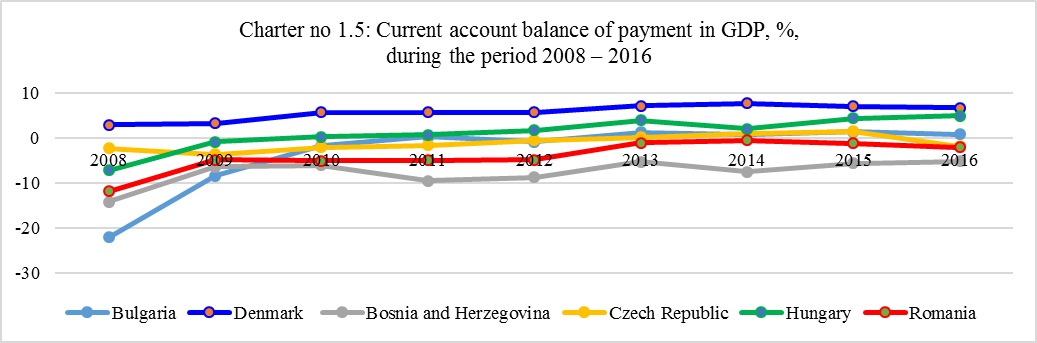 Charter no 1.5: Current account balance of payment in GDP, %,
during the period 2008 – 2016
10
0
2008 2009 2010 2011 2012 2013 2014 2015 2016
-10
-20
-30
Bulgaria Denmark Bosnia and Herzegovina Czech Republic Hungary Romania